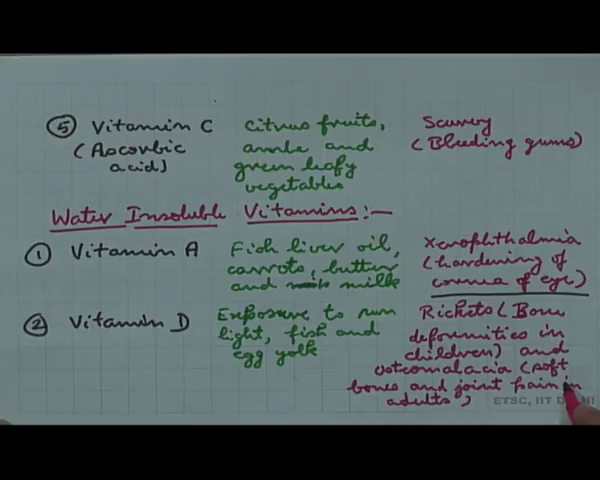 ⑤ Vitamin C Citrus fruits, Scurvy
(Ascorbic amla and (Bleeding gums)
acid) green leafy
vegetables
Water Insoluble Vitamins:-
① Vitamin A Fish liver oil, Xerophthalmia
carrots, butter (hardening of
and milk cornea of eye)
② Vitamin D Exposure to sun Rickets (Bone
light, fish and deformities in
egg yolk children) and
osteomalacia (soft
bones and joint pain in
adults)
ETSC, IIT DELHI